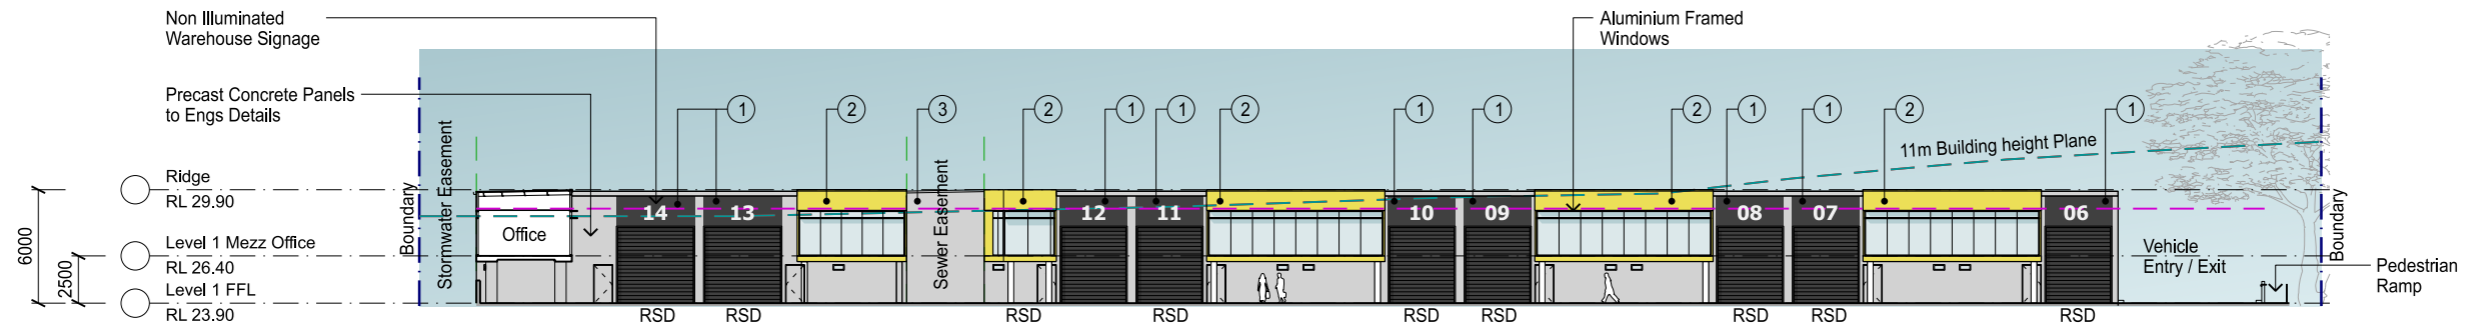 Non Illuminated
Warehouse Signage
Aluminium Framed
Windows
Precast Concrete Panels
to Engs Details
1
2
3
2
1
1
2
1
1
2
1
1
2
1
11m Building height Plane
Boundary
Stormwater Easement
Sewer Easement
Boundary
Ridge
RL 29.90
Level 1 Mezz Office
RL 26.40
Level 1 FFL
RL 23.90
6000
2500
Office
14
13
12
11
10
09
08
07
06
Vehicle
Entry / Exit
Pedestrian
Ramp
RSD
RSD
RSD
RSD
RSD
RSD
RSD
RSD
RSD